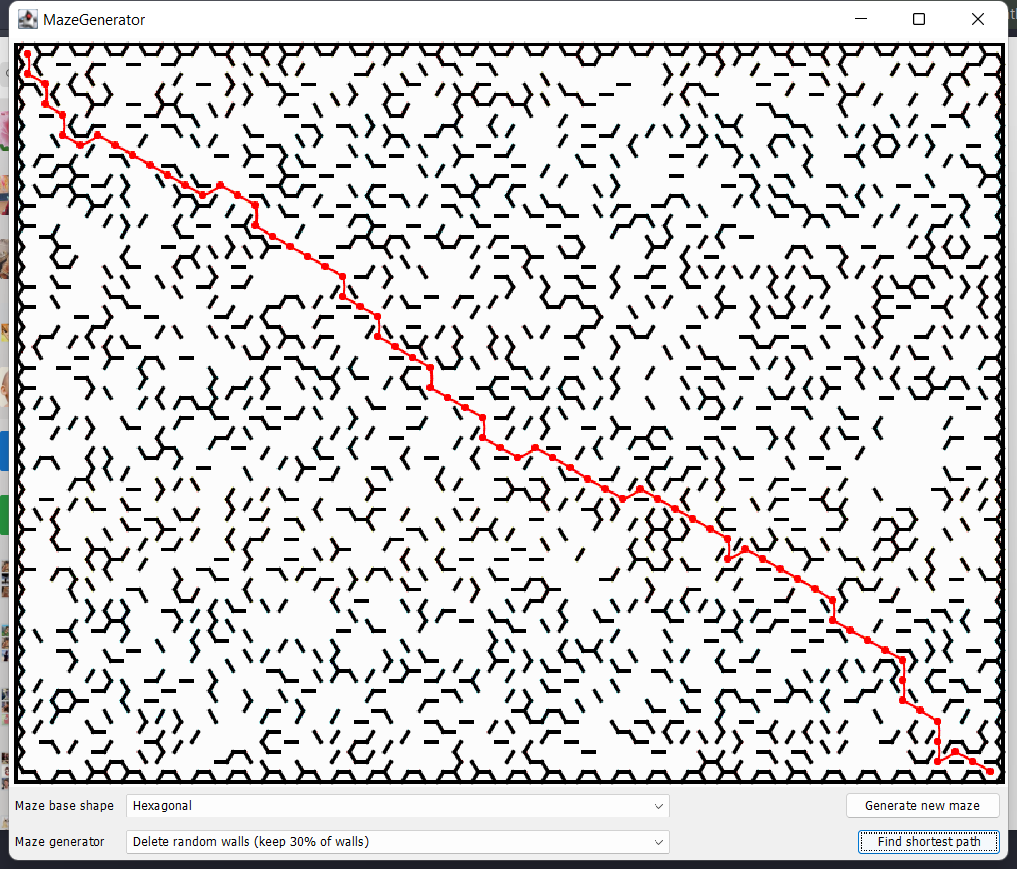 MazeGenerator
Maze base shape
Hexagonal
Generate new maze
Maze generator
Delete random walls (keep 30% of walls)
Find shortest path